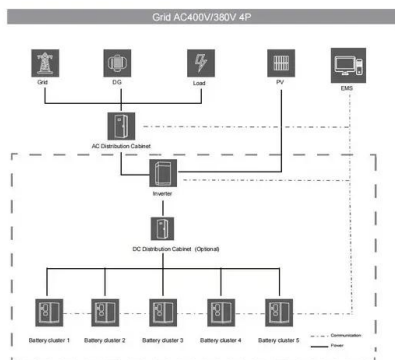 Grid AC400V/380V 4P
Grid
DG
Load
PV
EMS
AC Distribution Cabinet
Inverter
DC Distribution Cabinet (Optional)
Battery cluster 1
Battery cluster 2
Battery cluster 3
Battery cluster 4
Battery cluster 5
Communication
Power